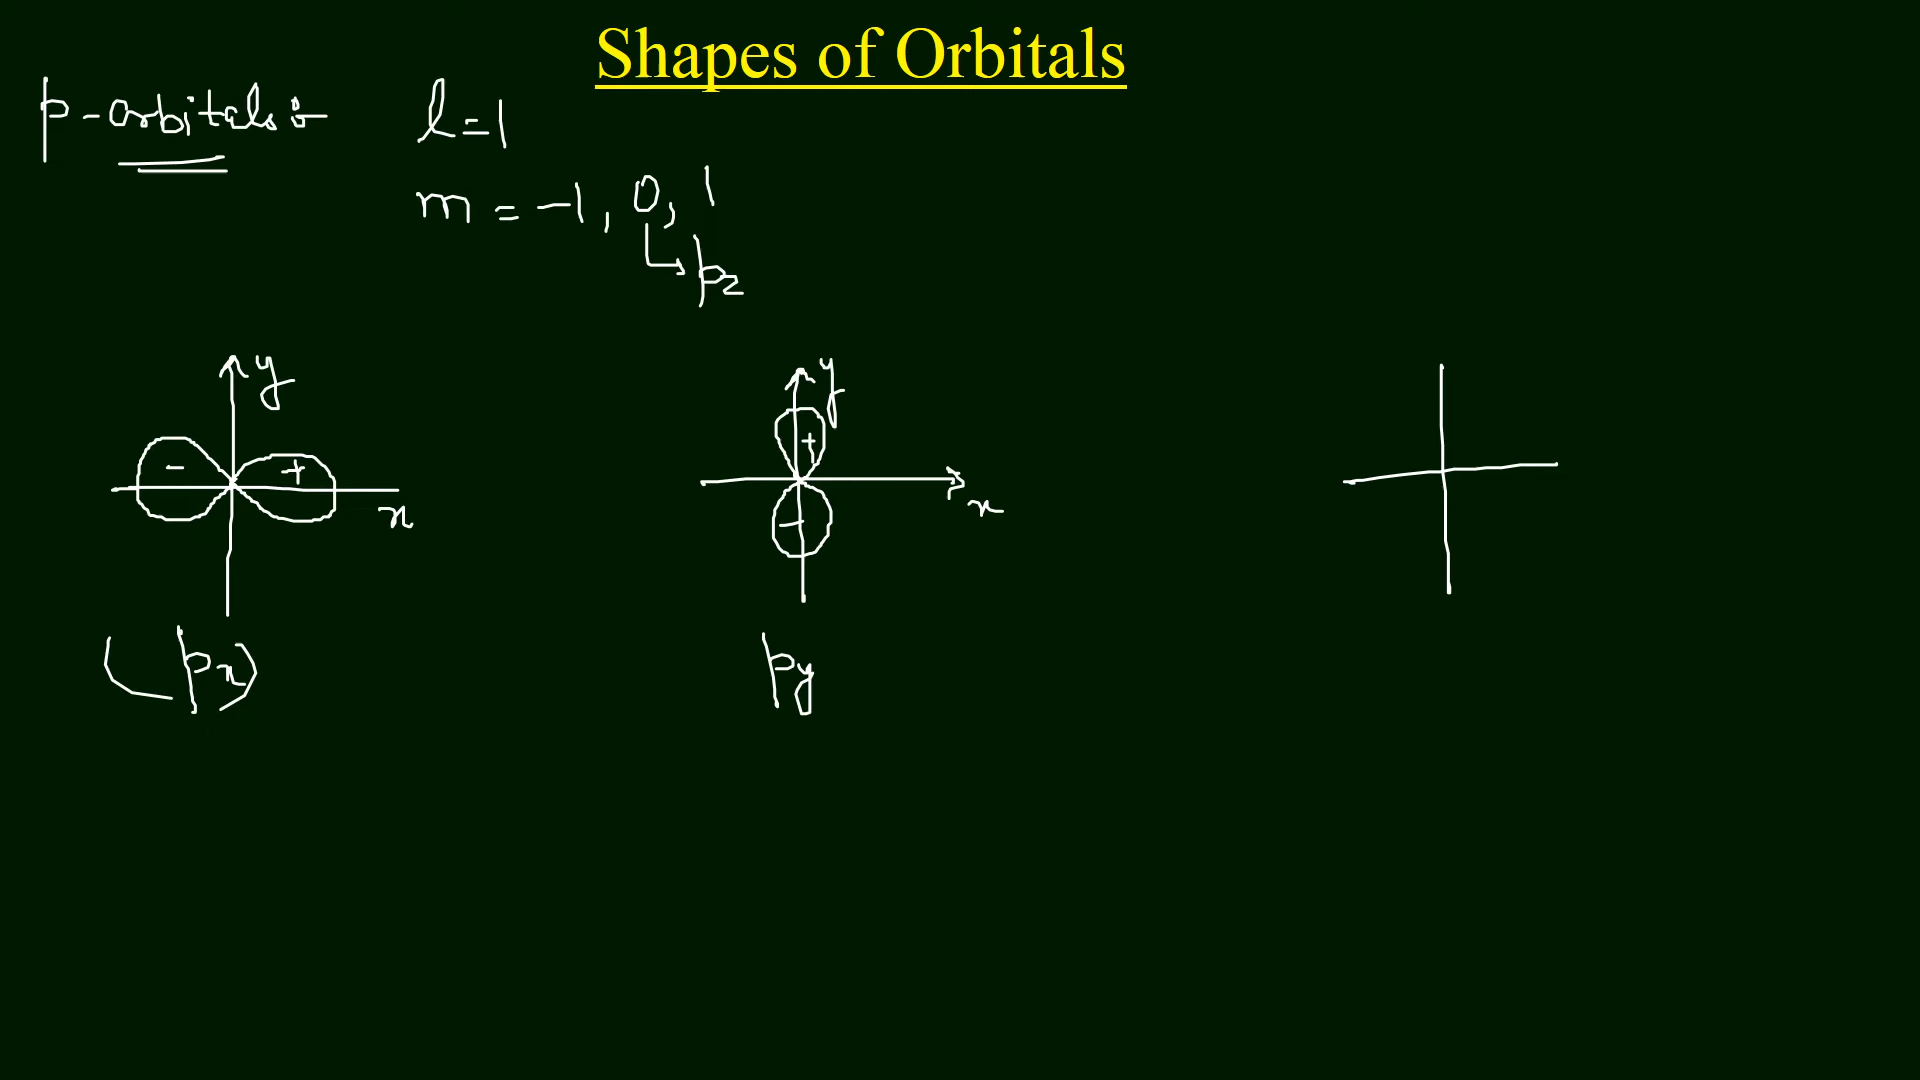 Shapes of Orbitals
p-orbitals :-
l=1
m = -1, 0, 1
pz
y
- +
x
(px)
y
+
-
x
py